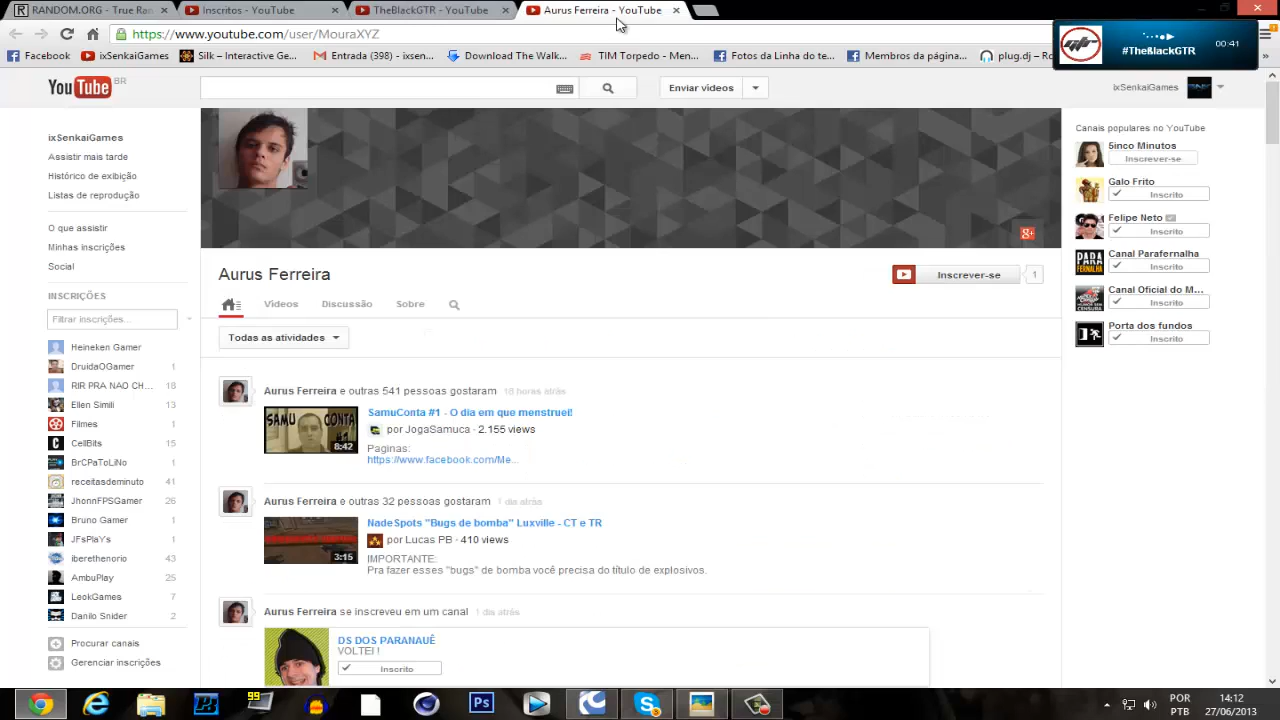 RANDOM.ORG - True Ran
Inscritos - YouTube
TheBlackGTR - YouTube
Aurus Ferreira - YouTube
https://www.youtube.com/user/MouraXYZ
#TheBlackGTR
00:41
Facebook
ixSenkaiGames
Silk – Interactive Ge...
Entrada (398) - ixsen...
Download The Walk...
TIM Torpedo - Men...
Fotos da Linha do te...
Membros da página...
plug.dj –
YouTube BR
Enviar vídeos
ixSenkaiGames
ixSenkaiGames
Assistir mais tarde
Histórico de exibição
Listas de reprodução
O que assistir
Minhas inscrições
Social
INSCRIÇÕES
Filtrar inscrições...
Heineken Gamer
DruidaOGamer 1
RIR PRA NAO CH... 18
Ellen Simili 13
Filmes
CellBits 15
BrCPaToLiNo 1
receitasdeminuto 41
JhonnFPSGamer 26
Bruno Gamer 1
JFsPlaYs 1
iberethenorio 43
AmbuPlay 25
LeokGames 7
Danilo Snider 2
Procurar canais
Gerenciar inscrições
Aurus Ferreira
Inscrever-se 1
Vídeos
Discussão
Sobre
Todas as atividades
Aurus Ferreira e outras 541 pessoas gostaram 16 horas atrás
SAMU CONTA
8:42
SamuConta #1 - O dia em que menstruei!
por JogaSamuca · 2.155 views
Paginas:
https://www.facebook.com/Me...
Aurus Ferreira e outras 32 pessoas gostaram 1 dia atrás
3:15
NadeSpots "Bugs de bomba" Luxville - CT e TR
por Lucas PB · 410 views
IMPORTANTE:
Pra fazer esses "bugs" de bomba você precisa do título de explosivos.
Aurus Ferreira se inscreveu em um canal 1 dia atrás
DS DOS PARANAUÊ
VOLTEI !
Inscrito
Canais populares no YouTube
5inco Minutos
Inscrever-se
Galo Frito
Inscrito
Felipe Neto
Inscrito
Canal Parafernalha
Inscrito
Canal Oficial do M...
Inscrito
Porta dos fundos
Inscrito
POR
PTB
14:12
27/06/2013